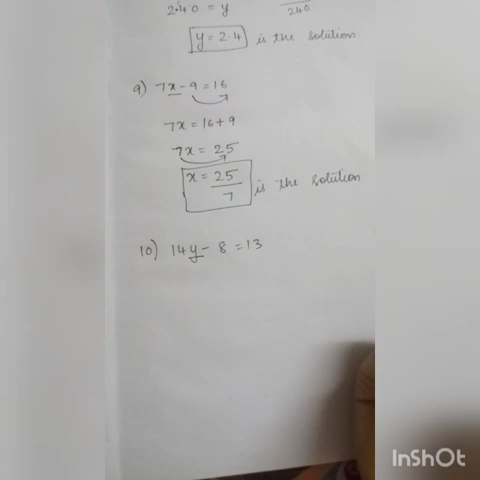 2.40 = y
240
y = 2.4 is the solution
9) 7x - 9 = 16
7x = 16 + 9
7x = 25
x = 25/7 is the solution
10) 14y - 8 = 13
InShOt